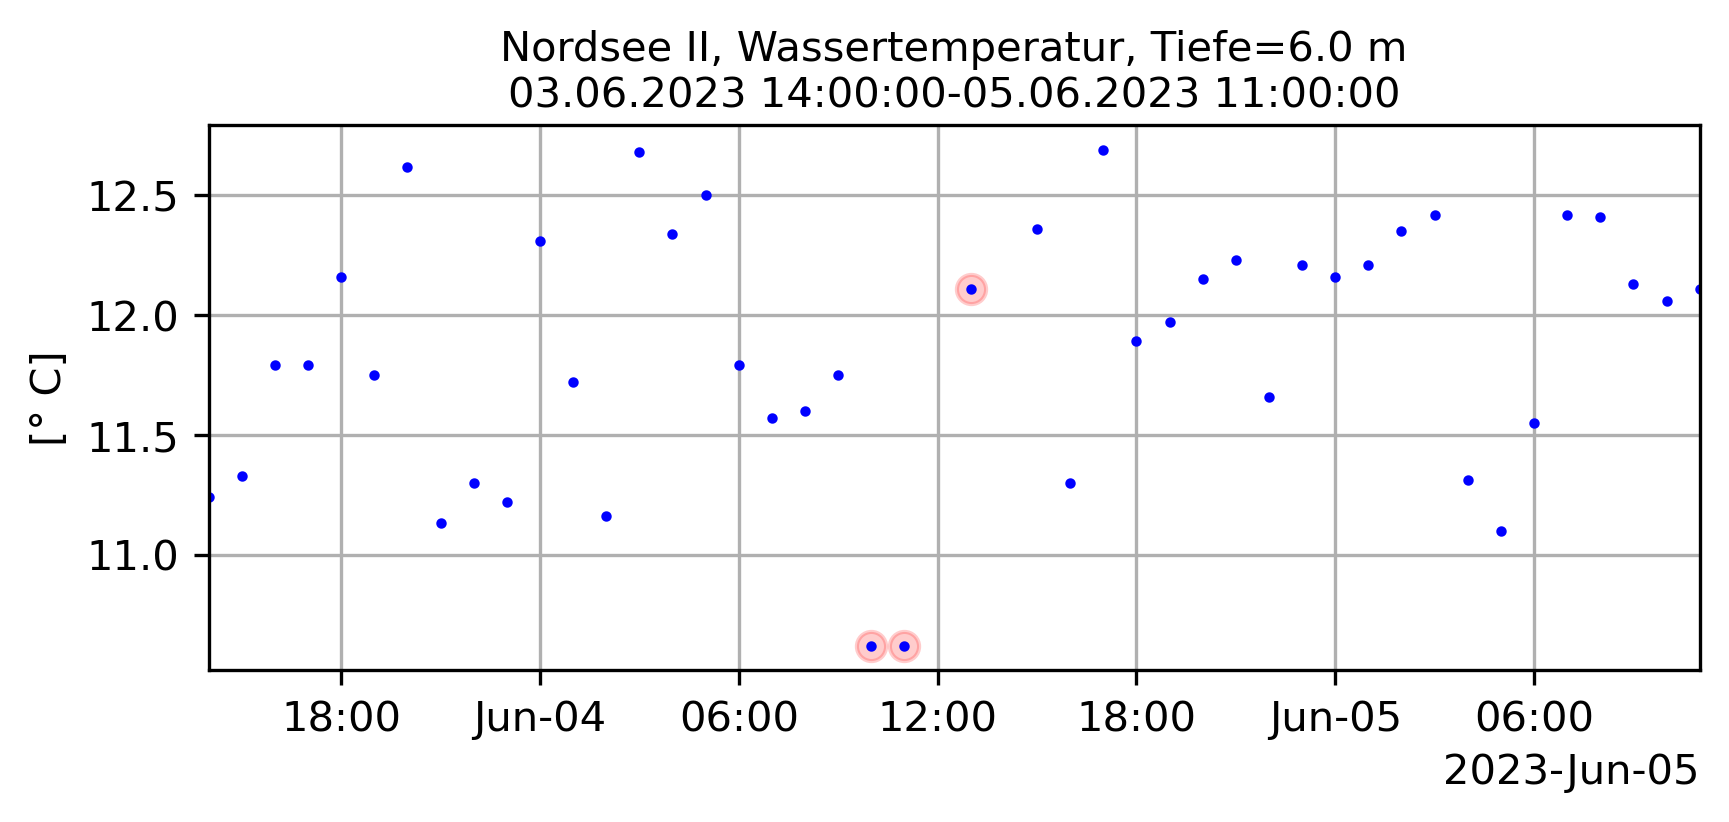 Nordsee II, Wassertemperatur, Tiefe=6.0 m
03.06.2023 14:00:00-05.06.2023 11:00:00
[° C]
12.5
12.0
11.5
11.0
18:00 Jun-04 06:00 12:00 18:00 Jun-05 06:00
2023-Jun-05